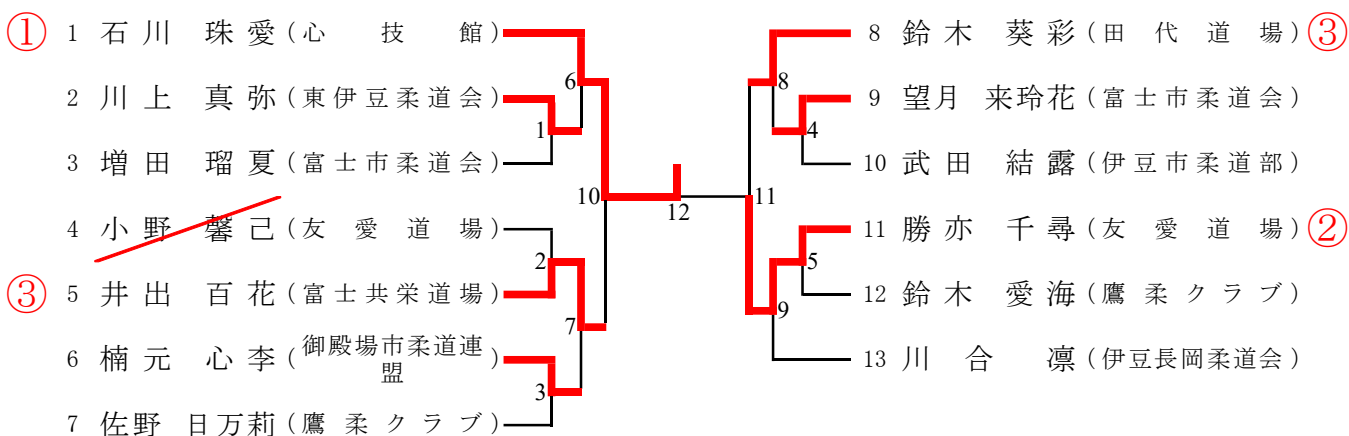 ① 1 石川 珠愛 (心技館)
2 川上 真弥 (東伊豆柔道会)
3 増田 瑠夏 (富士市柔道会)
4 小野 馨己 (友愛道場)
③ 5 井出 百花 (富士共栄道場)
6 楠元 心李 (御殿場市柔道連
盟)
7 佐野 日万莉 (鷹柔クラブ)
6
1
10
2
7
3
12
8
4
11
5
9
8 鈴木 葵彩 (田代道場) ③
9 望月 来玲花 (富士市柔道会)
10 武田 結露 (伊豆市柔道部)
11 勝亦 千尋 (友愛道場) ②
12 鈴木 愛海 (鷹柔クラブ)
13 川合 凛 (伊豆長岡柔道会)